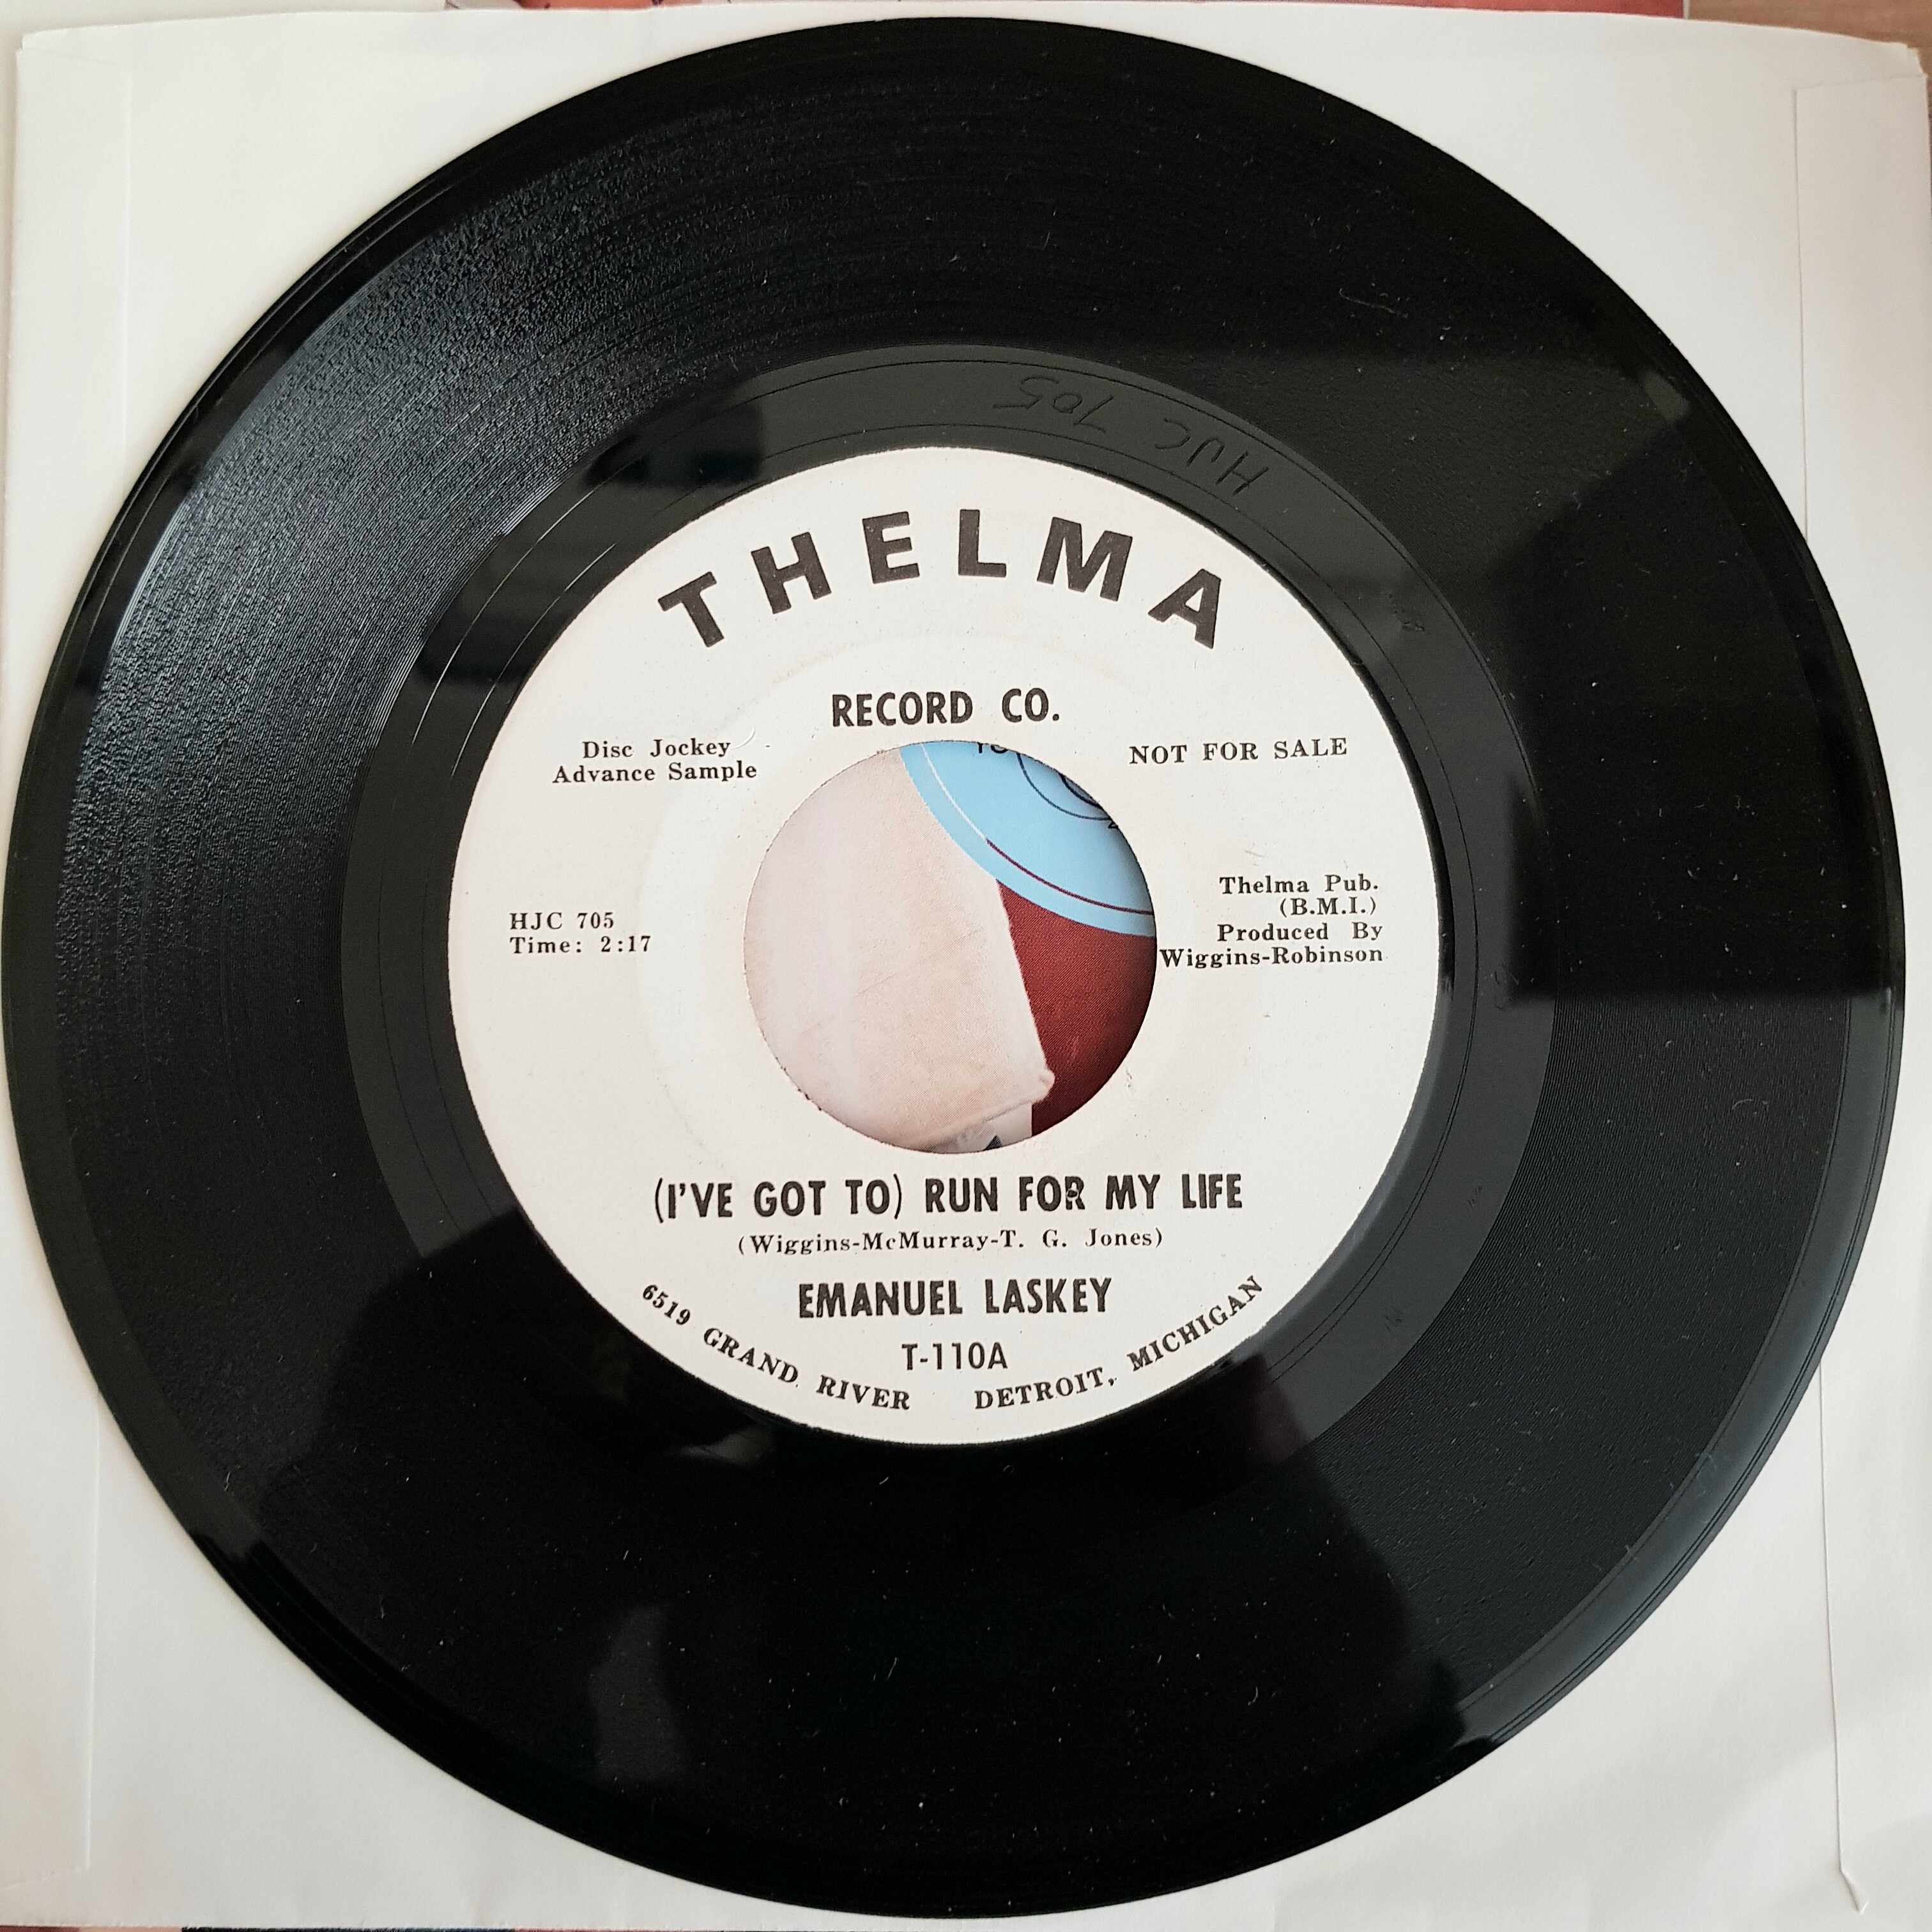 HJC 705
THELMA
RECORD CO.
Disc Jockey
Advance Sample
NOT FOR SALE
HJC 705
Time: 2:17
Thelma Pub.
(B.M.I.)
Produced By
Wiggins-Robinson
(I'VE GOT TO) RUN FOR MY LIFE
(Wiggins-McMurray-T. G. Jones)
EMANUEL LASKEY
T-110A
6519 GRAND RIVER DETROIT, MICHIGAN